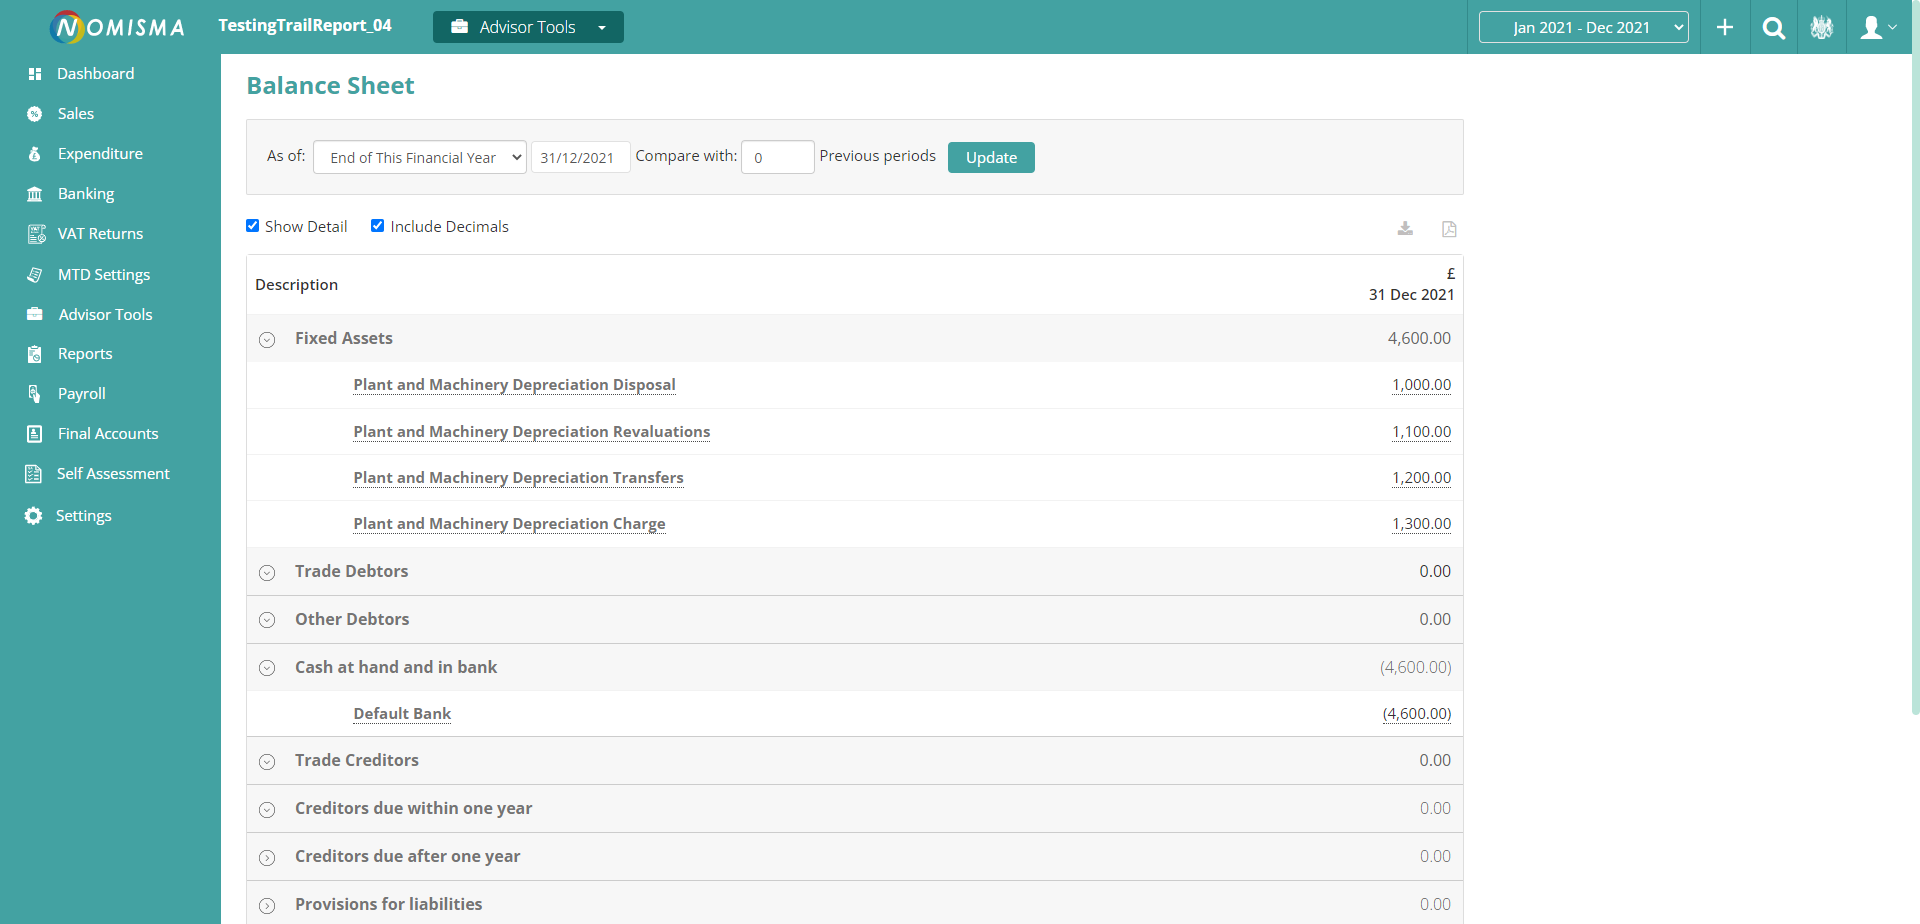 NOMISMA
TestingTrailReport_04
Advisor Tools
Jan 2021 - Dec 2021
Dashboard
Sales
Expenditure
Banking
VAT Returns
MTD Settings
Advisor Tools
Reports
Payroll
Final Accounts
Self Assessment
Settings
Balance Sheet
As of: End of This Financial Year 31/12/2021 Compare with: 0 Previous periods Update
Show Detail Include Decimals
£
Description 31 Dec 2021
Fixed Assets 4,600.00
Plant and Machinery Depreciation Disposal 1,000.00
Plant and Machinery Depreciation Revaluations 1,100.00
Plant and Machinery Depreciation Transfers 1,200.00
Plant and Machinery Depreciation Charge 1,300.00
Trade Debtors 0.00
Other Debtors 0.00
Cash at hand and in bank (4,600.00)
Default Bank (4,600.00)
Trade Creditors 0.00
Creditors due within one year 0.00
Creditors due after one year 0.00
Provisions for liabilities 0.00